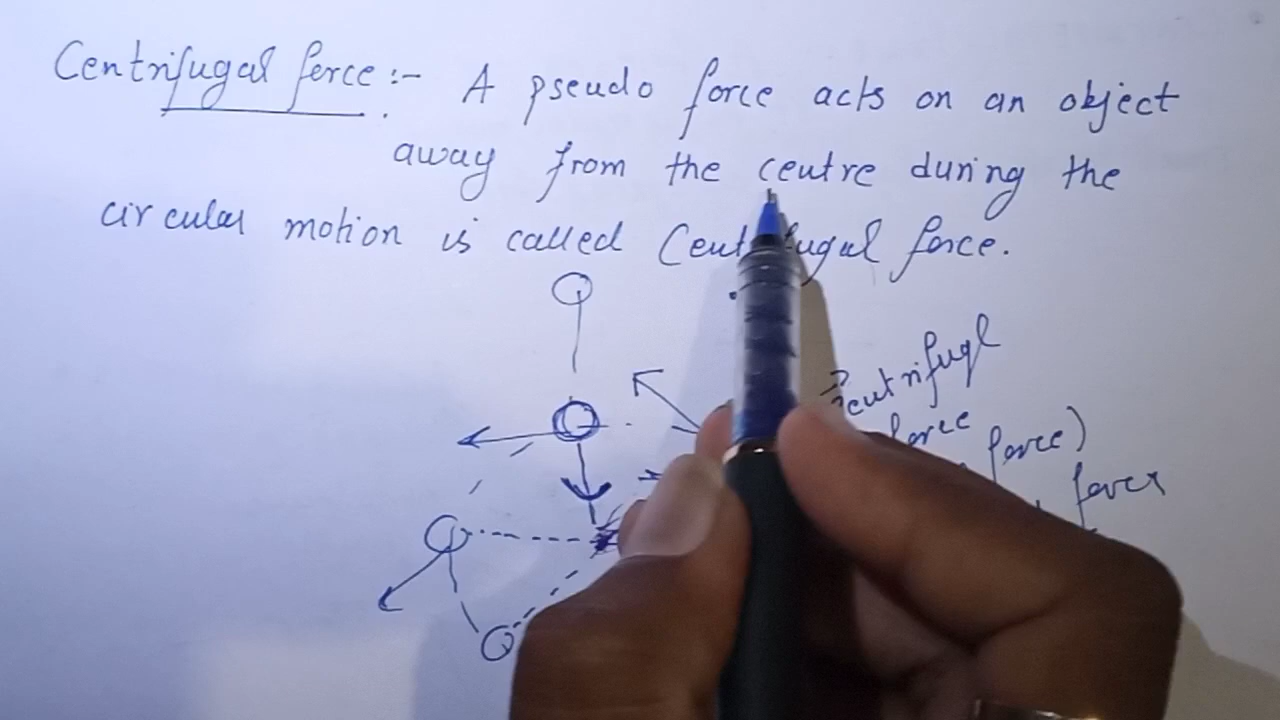 Centrifugal force :- A pseudo force acts on an object
away from the centre during the
circular motion is called Centrifugal force.
centrifugl
force
force)